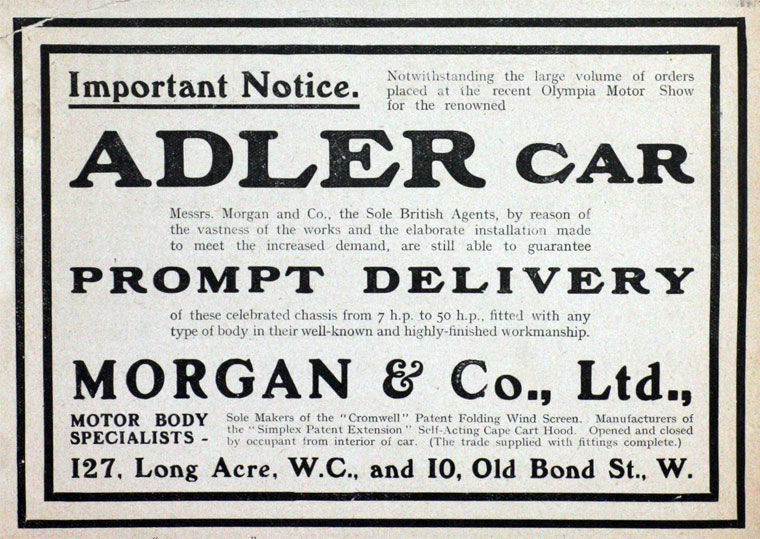 Important Notice.
Notwithstanding the large volume of orders
placed at the recent Olympia Motor Show
for the renowned
ADLER CAR
Messrs. Morgan and Co., the Sole British Agents, by reason of
the vastness of the works and the elaborate installation made
to meet the increased demand, are still able to guarantee
PROMPT DELIVERY
of these celebrated chassis from 7 h.p. to 50 h.p., fitted with any
type of body in their well-known and highly-finished workmanship.
MORGAN & Co., Ltd.,
MOTOR BODY
SPECIALISTS -
Sole Makers of the "Cromwell" Patent Folding Wind Screen. Manufacturers of
the "Simplex Patent Extension" Self-Acting Cape Cart Hood. Opened and closed
by occupant from interior of car. (The trade supplied with fittings complete.)
127, Long Acre, W.C., and 10, Old Bond St., W.